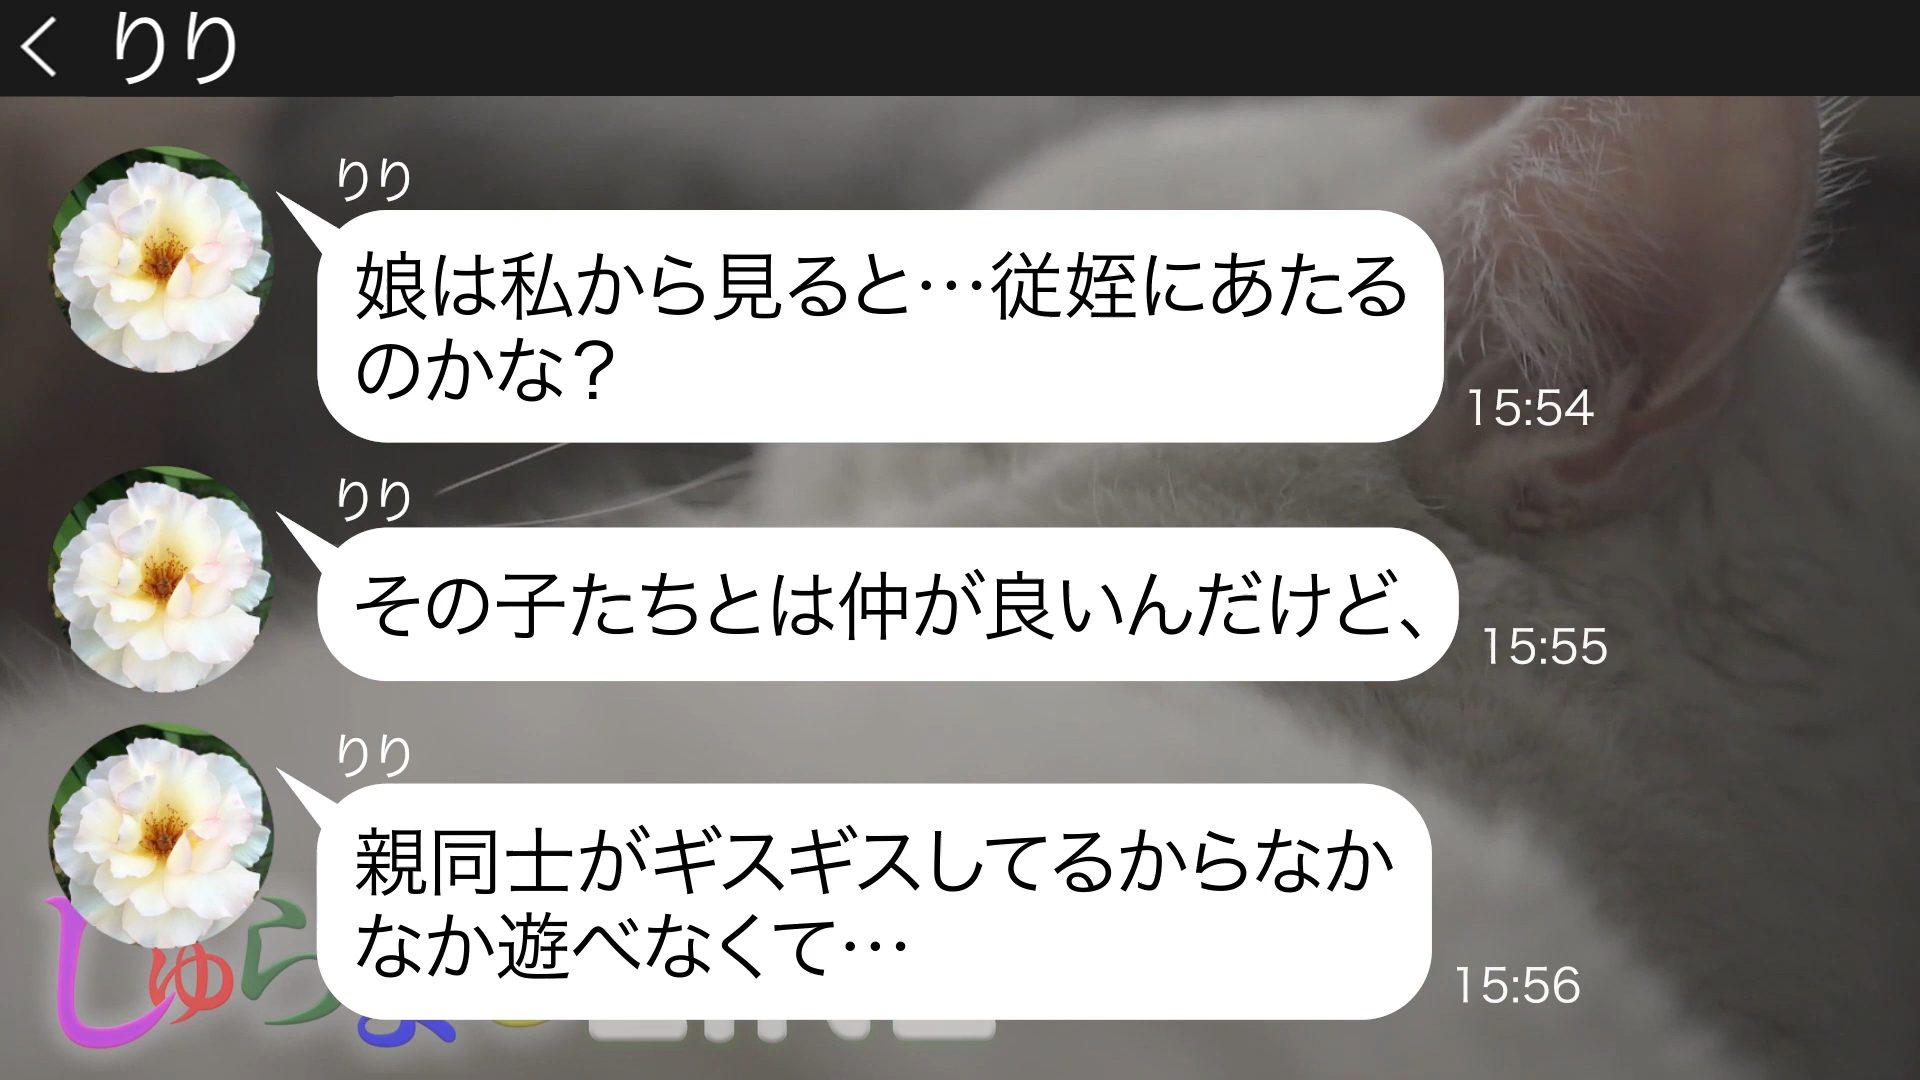 りり
りり
娘は私から見ると…従姪にあたる
のかな？
15:54
りり
その子たちとは仲が良いんだけど、
15:55
りり
親同士がギスギスしてるからなか
なか遊べなくて…
15:56
しゅら